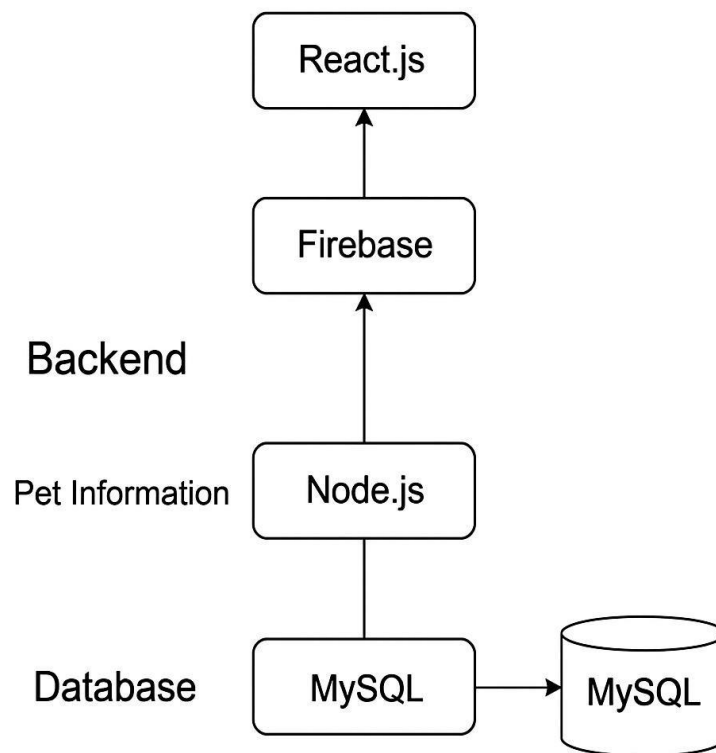 React.js
Firebase
Backend
Pet Information
Node.js
Database
MySQL
MySQL